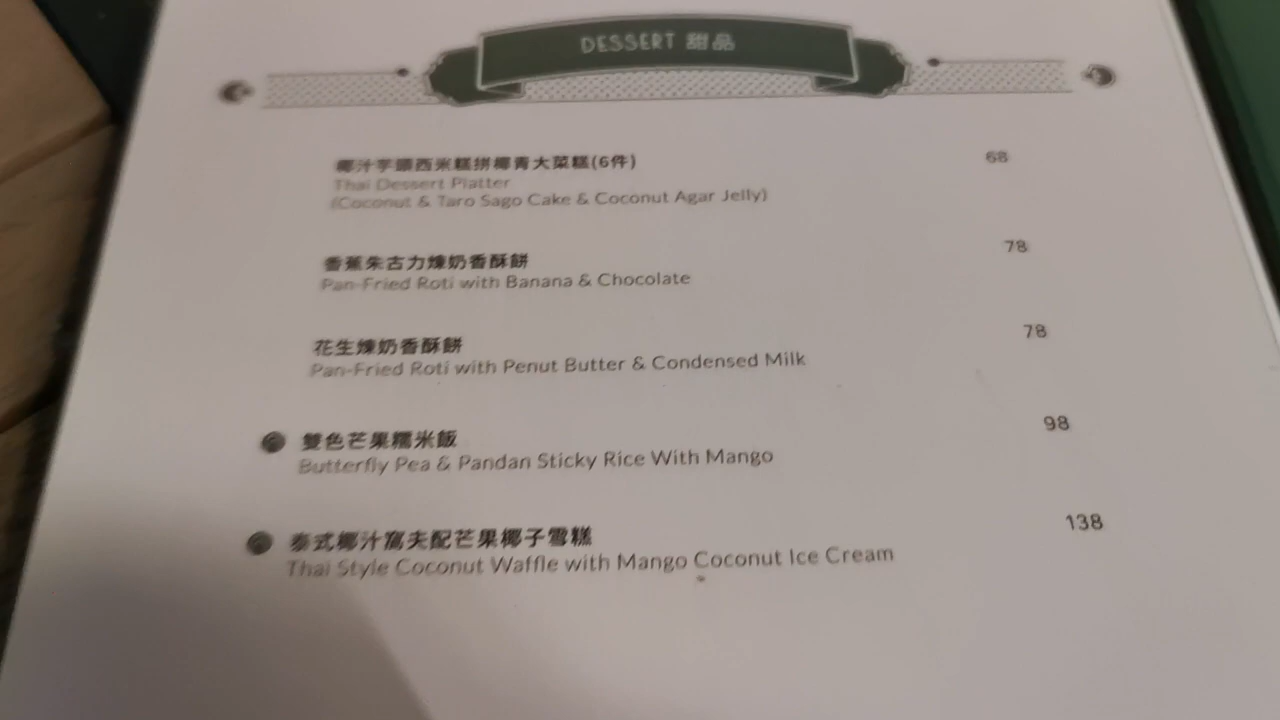 DESSERT 甜品
椰汁芋頭西米糕拼椰青大菜糕(6件) 68
Thai Dessert Platter
(Coconut & Taro Sago Cake & Coconut Agar Jelly)
香蕉朱古力煉奶香酥餅 78
Pan-Fried Roti with Banana & Chocolate
花生煉奶香酥餅 78
Pan-Fried Roti with Penut Butter & Condensed Milk
雙色芒果糯米飯 98
Butterfly Pea & Pandan Sticky Rice With Mango
泰式椰汁窩夫配芒果椰子雪糕 138
Thai Style Coconut Waffle with Mango Coconut Ice Cream